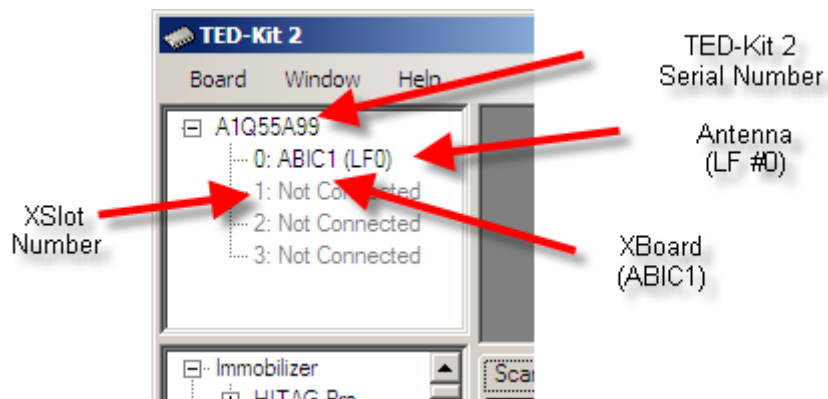 TED-Kit 2
Board Window Help
A1Q55A99
0: ABIC1 (LF0)
1: Not Connected
2: Not Connected
3: Not Connected
Immobilizer
HITAG Pro
TED-Kit 2
Serial Number
Antenna
(LF #0)
XSlot
Number
XBoard
(ABIC1)